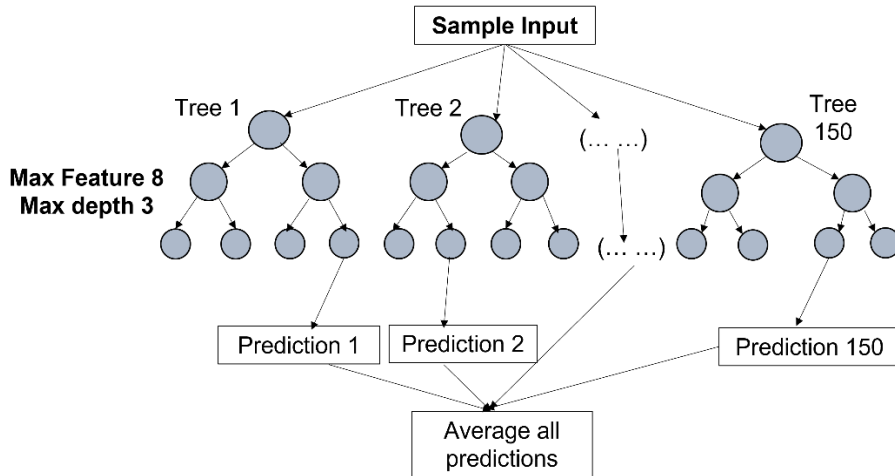 Sample Input
Tree 1
Tree 2
Tree
150
(... ...)
Max Feature 8
Max depth 3
(... ...)
Prediction 1
Prediction 2
Prediction 150
Average all
predictions